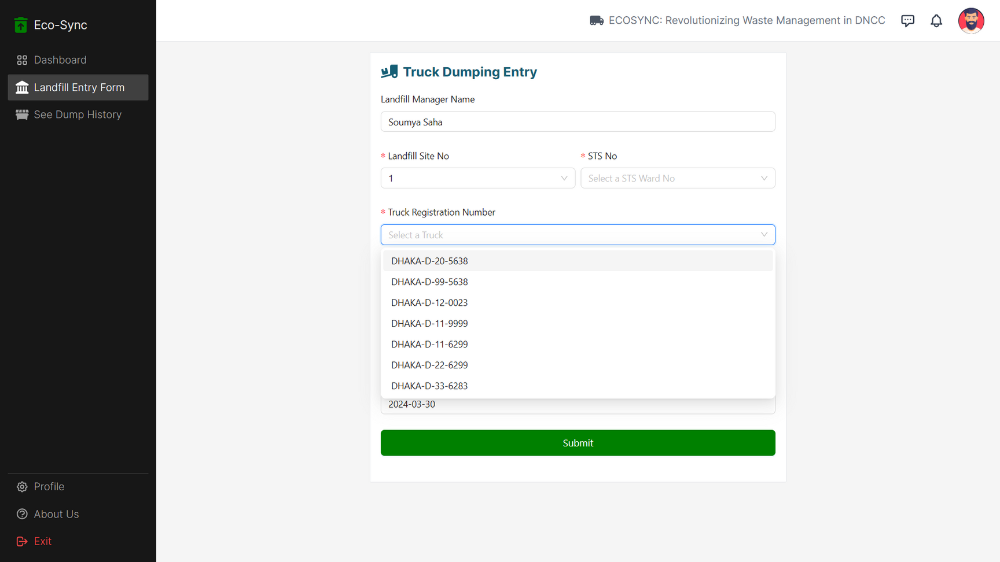 Eco-Sync
Dashboard
Landfill Entry Form
See Dump History
Profile
About Us
Exit
ECOSYNC: Revolutionizing Waste Management in DNCC
Truck Dumping Entry
Landfill Manager Name
Soumya Saha
* Landfill Site No
1
* STS No
Select a STS Ward No
* Truck Registration Number
Select a Truck
DHAKA-D-20-5638
DHAKA-D-99-5638
DHAKA-D-12-0023
DHAKA-D-11-9999
DHAKA-D-11-6299
DHAKA-D-22-6299
DHAKA-D-33-6283
2024-03-30
Submit